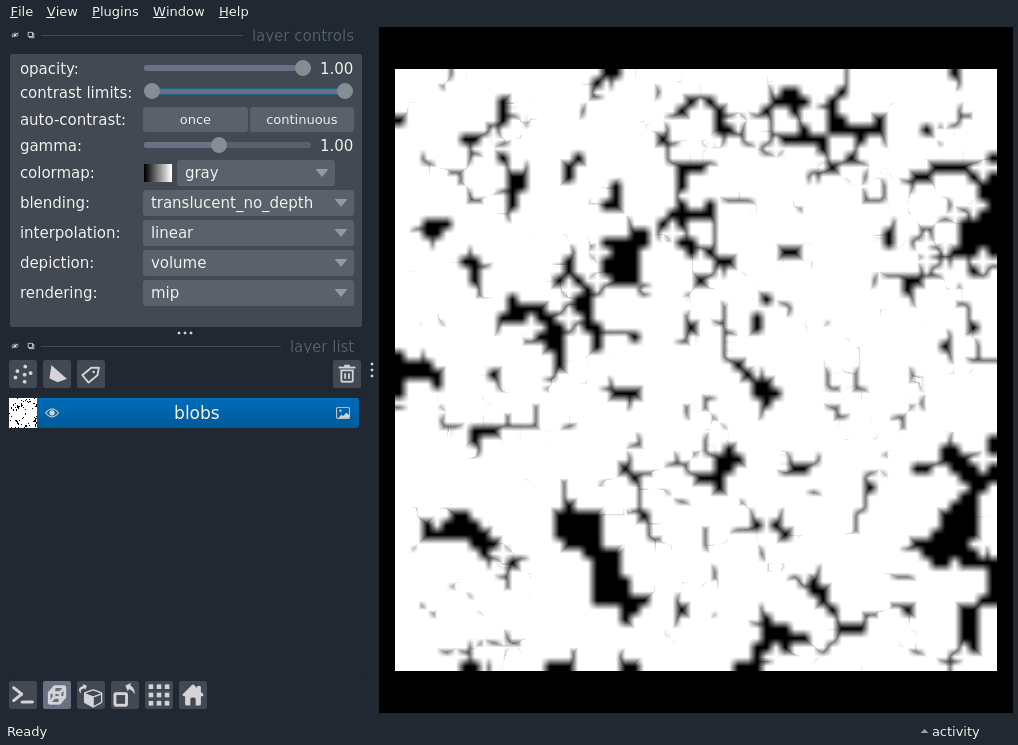 File View Plugins Window Help
layer controls
opacity: 1.00
contrast limits:
auto-contrast: once continuous
gamma: 1.00
colormap: gray
blending: translucent_no_depth
interpolation: linear
depiction: volume
rendering: mip
layer list
blobs
Ready
activity